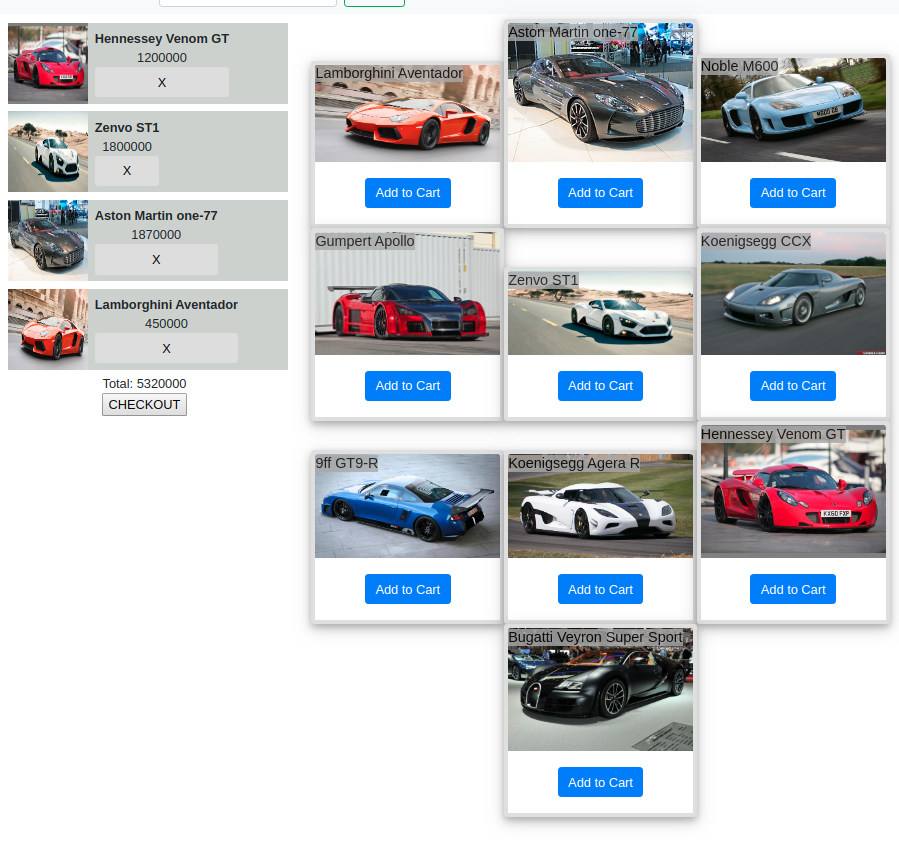 Hennessey Venom GT
1200000
X
Zenvo ST1
1800000
X
Aston Martin one-77
1870000
X
Lamborghini Aventador
450000
X
Total: 5320000
CHECKOUT
Lamborghini Aventador
Add to Cart
Aston Martin one-77
Add to Cart
Noble M600
Add to Cart
Gumpert Apollo
Add to Cart
Zenvo ST1
Add to Cart
Koenigsegg CCX
Add to Cart
9ff GT9-R
Add to Cart
Koenigsegg Agera R
Add to Cart
Hennessey Venom GT
KX60 FXP
Add to Cart
Bugatti Veyron Super Sport
Add to Cart